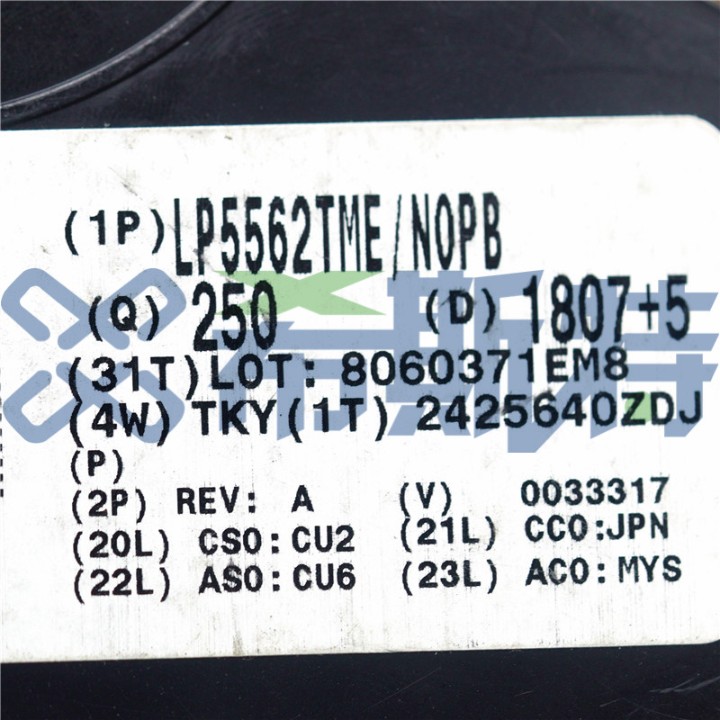 (1P) LP5562TME/NOPB
(Q) 250 (D) 1807+5
(31T) LOT: 8060371EM8
(4W) TKY (1T) 2425640ZDJ
(P)
(2P) REV: A (V) 0033317
(20L) CSO: CU2 (21L) CCO:JPN
(22L) ASO: CU6 (23L) ACO: MYS